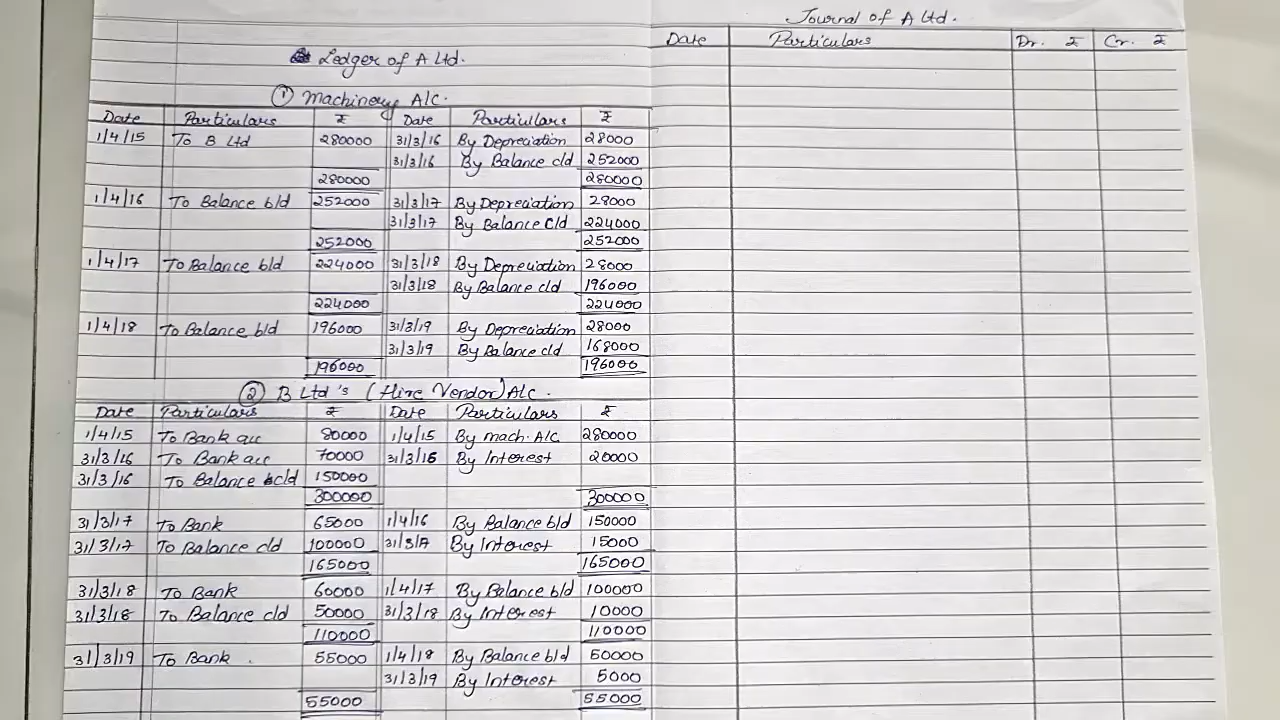 Journal of A Ltd.
Date Particulars Dr. ₹ Cr. ₹
Ledger of A Ltd.
① Machinery A/c.
Date Particulars ₹ Date Particullars ₹
1/4/15 To B Ltd 280000 31/3/16 By Depreciation 28000
31/3/16 By Balance c/d 252000
280000 280000
1/4/16 To Balance b/d 252000 31/3/17 By Depreciation 28000
31/3/17 By Balance C/d 224000
252000 252000
1/4/17 To Balance b/d 224000 31/3/18 By Depreciation 28000
31/3/18 By Balance c/d 196000
224000 224000
1/4/18 To Balance b/d 196000 31/3/19 By Depreciation 28000
31/3/19 By Balance c/d 168000
196000 196000
② B Ltd's (Hire Vendor) A/c.
Date Particulars ₹ Date Particulars ₹
1/4/15 To Bank a/c 80000 1/4/15 By mach. A/C 280000
31/3/16 To Bank a/c 70000 31/3/16 By Interest 20000
31/3/16 To Balance c/d 150000
300000 300000
31/3/17 To Bank 65000 1/4/16 By Balance b/d 150000
31/3/17 To Balance c/d 100000 31/3/17 By Interest 15000
165000 165000
31/3/18 To Bank 60000 1/4/17 By Balance b/d 100000
31/3/18 To Balance c/d 50000 31/3/18 By Interest 10000
110000 110000
31/3/19 To Bank . 55000 1/4/18 By Balance b/d 50000
31/3/19 By Interest 5000
55000 55000